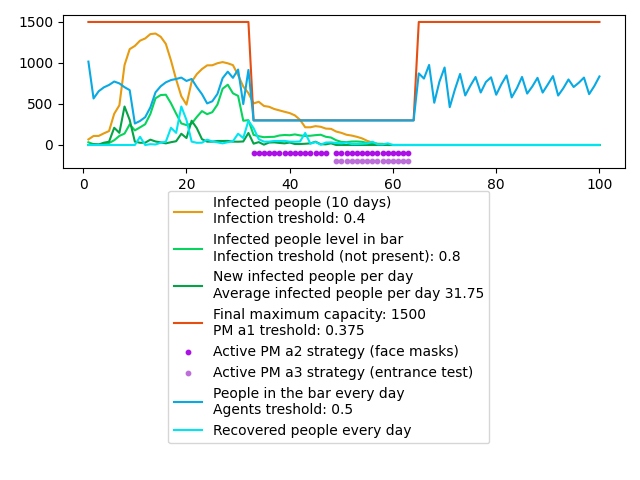 1500
1000
500
0
0 20 40 60 80 100
Infected people (10 days)
Infection treshold: 0.4
Infected people level in bar
Infection treshold (not present): 0.8
New infected people per day
Average infected people per day 31.75
Final maximum capacity: 1500
PM a1 treshold: 0.375
Active PM a2 strategy (face masks)
Active PM a3 strategy (entrance test)
People in the bar every day
Agents treshold: 0.5
Recovered people every day